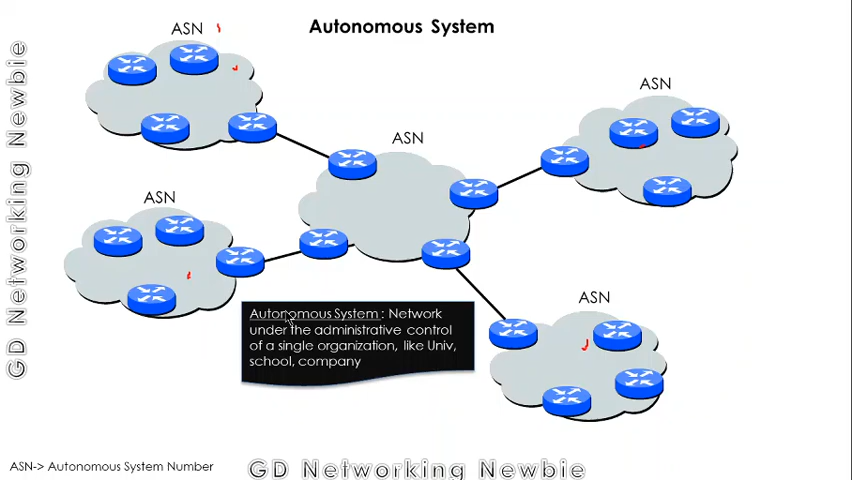 Autonomous System
ASN
ASN
ASN
ASN
ASN
Autonomous System : Network
under the administrative control
of a single organization, like Univ,
school, company
GD Networking Newbie
ASN-> Autonomous System Number
GD Networking Newbie